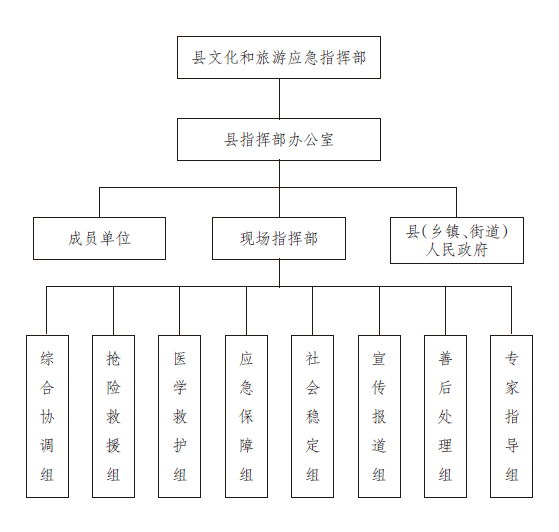 县文化和旅游应急指挥部
县指挥部办公室
成员单位
现场指挥部
县(乡镇、街道)
人民政府
综合协调组
抢险救援组
医学救护组
应急保障组
社会稳定组
宣传报道组
善后处理组
专家指导组